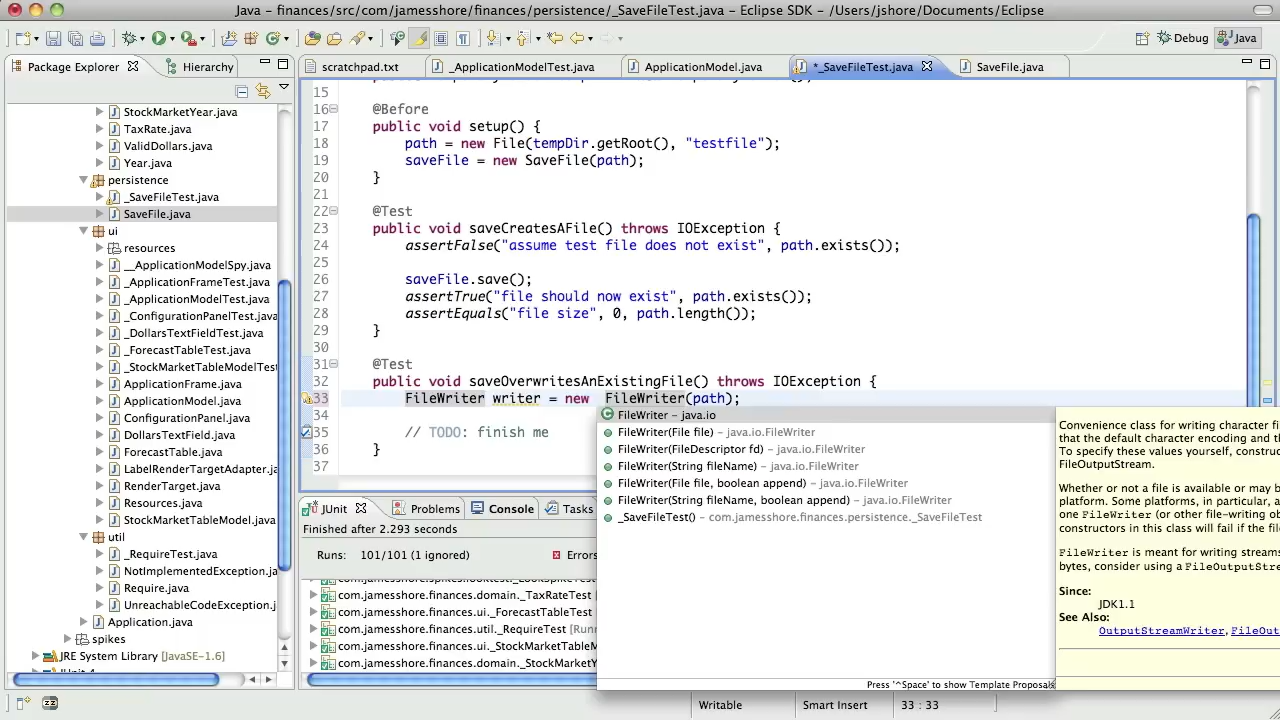 Java – finances/src/com/jamesshore/finances/persistence/_SaveFileTest.java – Eclipse SDK – /Users/jshore/Documents/Eclipse
Debug
Java
Package Explorer
Hierarchy
scratchpad.txt
_ApplicationModelTest.java
ApplicationModel.java
*_SaveFileTest.java
SaveFile.java
StockMarketYear.java
TaxRate.java
ValidDollars.java
Year.java
persistence
_SaveFileTest.java
SaveFile.java
ui
resources
__ApplicationModelSpy.java
_ApplicationFrameTest.java
_ApplicationModelTest.java
_ConfigurationPanelTest.java
_DollarsTextFieldTest.java
_ForecastTableTest.java
_StockMarketTableModelTest
ApplicationFrame.java
ApplicationModel.java
ConfigurationPanel.java
DollarsTextField.java
ForecastTable.java
LabelRenderTargetAdapter.j
RenderTarget.java
Resources.java
StockMarketTableModel.java
util
_RequireTest.java
NotImplementedException.ja
Require.java
UnreachableCodeException.j
Application.java
spikes
JRE System Library [JavaSE-1.6]
15
16 @Before
17 public void setup() {
18 path = new File(tempDir.getRoot(), "testfile");
19 saveFile = new SaveFile(path);
20 }
21
22 @Test
23 public void saveCreatesAFile() throws IOException {
24 assertFalse("assume test file does not exist", path.exists());
25
26 saveFile.save();
27 assertTrue("file should now exist", path.exists());
28 assertEquals("file size", 0, path.length());
29 }
30
31 @Test
32 public void saveOverwritesAnExistingFile() throws IOException {
33 FileWriter writer = new FileWriter(path);
34
35 // TODO: finish me
36 }
37
FileWriter – java.io
FileWriter(File file) – java.io.FileWriter
FileWriter(FileDescriptor fd) – java.io.FileWriter
FileWriter(String fileName) – java.io.FileWriter
FileWriter(File file, boolean append) – java.io.FileWriter
FileWriter(String fileName, boolean append) – java.io.FileWriter
_SaveFileTest() – com.jamesshore.finances.persistence._SaveFileTest
Press '^Space' to show Template Proposals
Convenience class for writing character fi
that the default character encoding and th
To specify these values yourself, construc
FileOutputStream.
Whether or not a file is available or may b
platform. Some platforms, in particular, a
one FileWriter (or other file-writing ob
constructors in this class will fail if the file
FileWriter is meant for writing streams
bytes, consider using a FileOutputStre
Since:
JDK1.1
See Also:
OutputStreamWriter, FileOut
JUnit
Problems
Console
Tasks
Finished after 2.293 seconds
Runs: 101/101 (1 ignored)
Errors
com.jamesshore.finances.domain._TaxRateTest [
com.jamesshore.finances.ui._ForecastTableTest
com.jamesshore.finances.util._RequireTest [Runn
com.jamesshore.finances.ui._StockMarketTableM
com.jamesshore.finances.domain._StockMarketY
Writable
Smart Insert
33 : 33